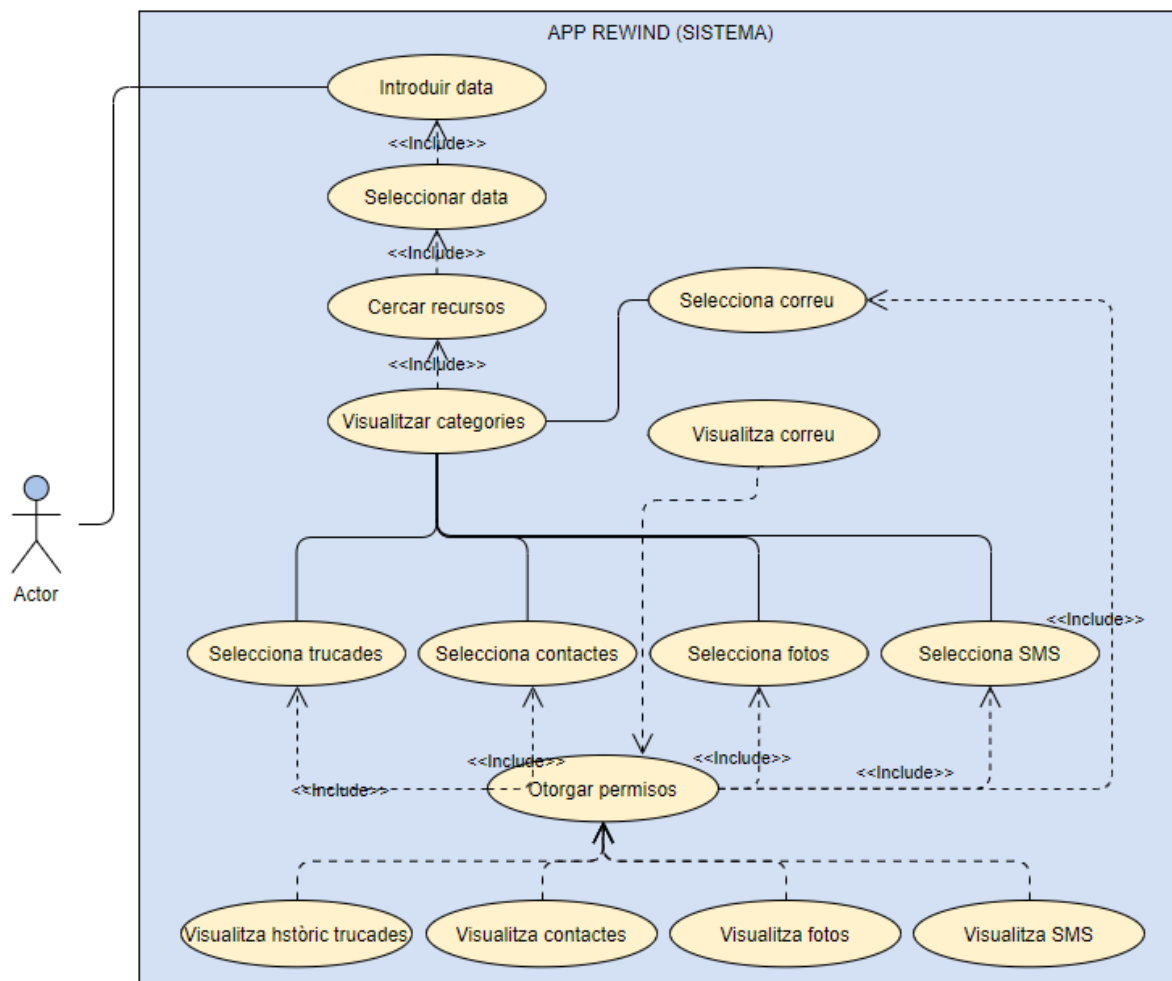 APP REWIND (SISTEMA)
Introduir data
<<Include>>
Seleccionar data
<<Include>>
Cercar recursos
Selecciona correu
<<Include>>
Visualitzar categories
Visualitza correu
Actor
<<Include>>
Selecciona trucades
Selecciona contactes
Selecciona fotos
Selecciona SMS
<<Include>>
<<Include>>
<<Include>>
<<Include>>
Otorgar permisos
Visualitza hstòric trucades
Visualitza contactes
Visualitza fotos
Visualitza SMS